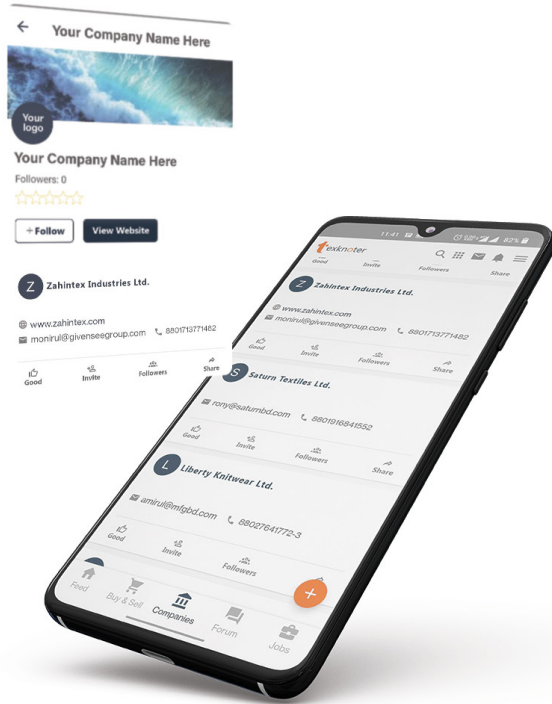 Your Company Name Here
Your
logo
Your Company Name Here
Followers: 0
+ Follow
View Website
Z
Zahintex Industries Ltd.
www.zahintex.com
monirul@givenseegroup.com
8801713771482
Good
Invite
Followers
Share
11:41
82%
texknoter
Good
Invite
Followers
Share
Z
Zahintex Industries Ltd.
www.zahintex.com
monirul@givenseegroup.com
8801713771482
Good
Invite
Followers
Share
S
Saturn Textiles Ltd.
rony@saturnbd.com
8801916841552
Good
Invite
Followers
Share
L
Liberty Knitwear Ltd.
amirul@mfgbd.com
88027641772-3
Good
Invite
Followers
+
Feed
Buy & Sell
Companies
Forum
Jobs